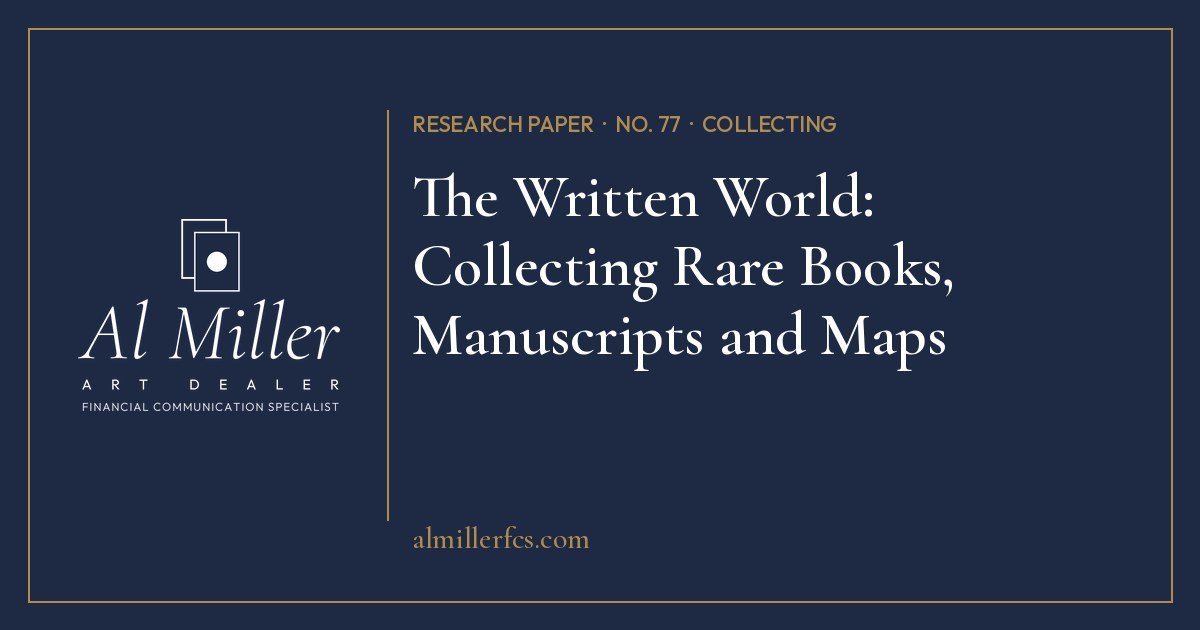 Al Miller
ART DEALER
FINANCIAL COMMUNICATION SPECIALIST
RESEARCH PAPER · NO. 77 · COLLECTING
The Written World:
Collecting Rare Books,
Manuscripts and Maps
almillerfcs.com